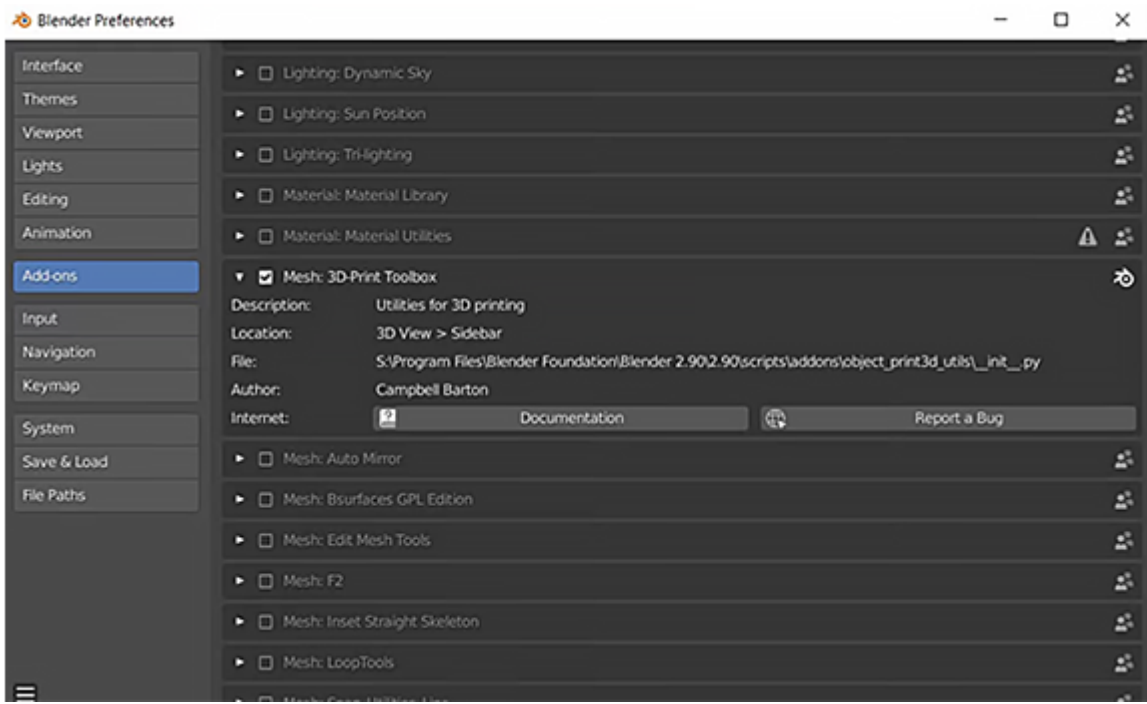 Blender Preferences
Interface
Themes
Viewport
Lights
Editing
Animation
Add-ons
Input
Navigation
Keymap
System
Save & Load
File Paths
Lighting: Dynamic Sky
Lighting: Sun Position
Lighting: Tri-lighting
Material: Material Library
Material: Material Utilities
Mesh: 3D-Print Toolbox
Description: Utilities for 3D printing
Location: 3D View > Sidebar
File: S:\Program Files\Blender Foundation\Blender 2.90\2.90\scripts\addons\object_print3d_utils\__init__.py
Author: Campbell Barton
Internet: Documentation Report a Bug
Mesh: Auto Mirror
Mesh: Bsurfaces GPL Edition
Mesh: Edit Mesh Tools
Mesh: F2
Mesh: Inset Straight Skeleton
Mesh: LoopTools